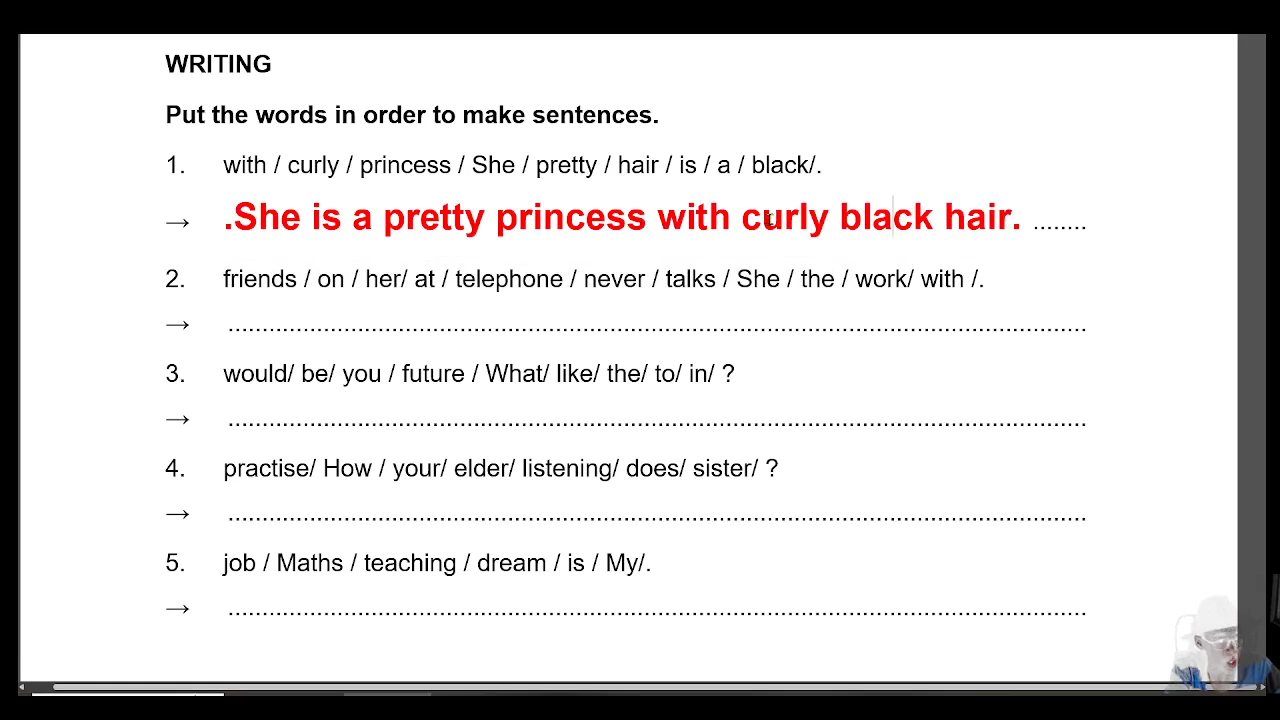 WRITING
Put the words in order to make sentences.
1. with / curly / princess / She / pretty / hair / is / a / black/.
→ .She is a pretty princess with curly black hair. ........
2. friends / on / her/ at / telephone / never / talks / She / the / work/ with /.
→ ................................................................................................................................
3. would/ be/ you / future / What/ like/ the/ to/ in/ ?
→ ................................................................................................................................
4. practise/ How / your/ elder/ listening/ does/ sister/ ?
→ ................................................................................................................................
5. job / Maths / teaching / dream / is / My/.
→ ................................................................................................................................